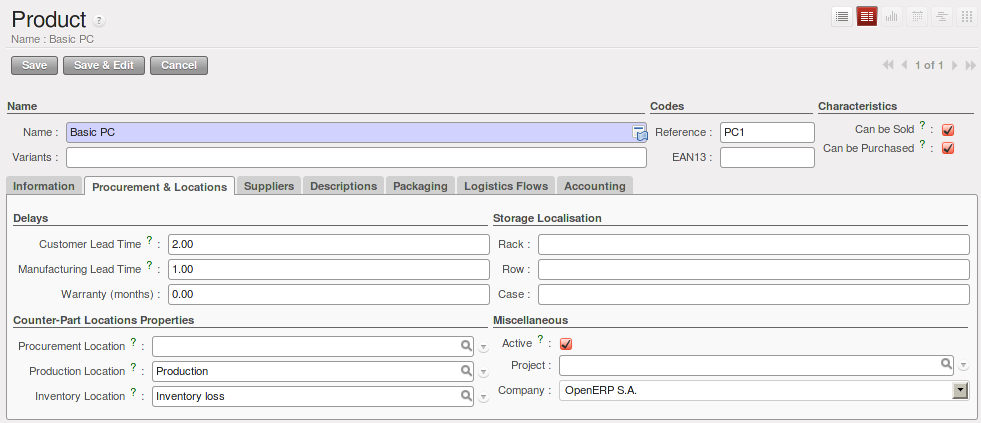 Product ?
Name : Basic PC
Save Save & Edit Cancel 1 of 1
Name Codes Characteristics
Name : Basic PC Reference : PC1 Can be Sold ? :
Variants : EAN13 : Can be Purchased ? :
Information Procurement & Locations Suppliers Descriptions Packaging Logistics Flows Accounting
Delays Storage Localisation
Customer Lead Time ? : 2.00 Rack :
Manufacturing Lead Time ? : 1.00 Row :
Warranty (months) : 0.00 Case :
Counter-Part Locations Properties Miscellaneous
Procurement Location ? : Active ? :
Production Location ? : Production Project :
Inventory Location ? : Inventory loss Company : OpenERP S.A.